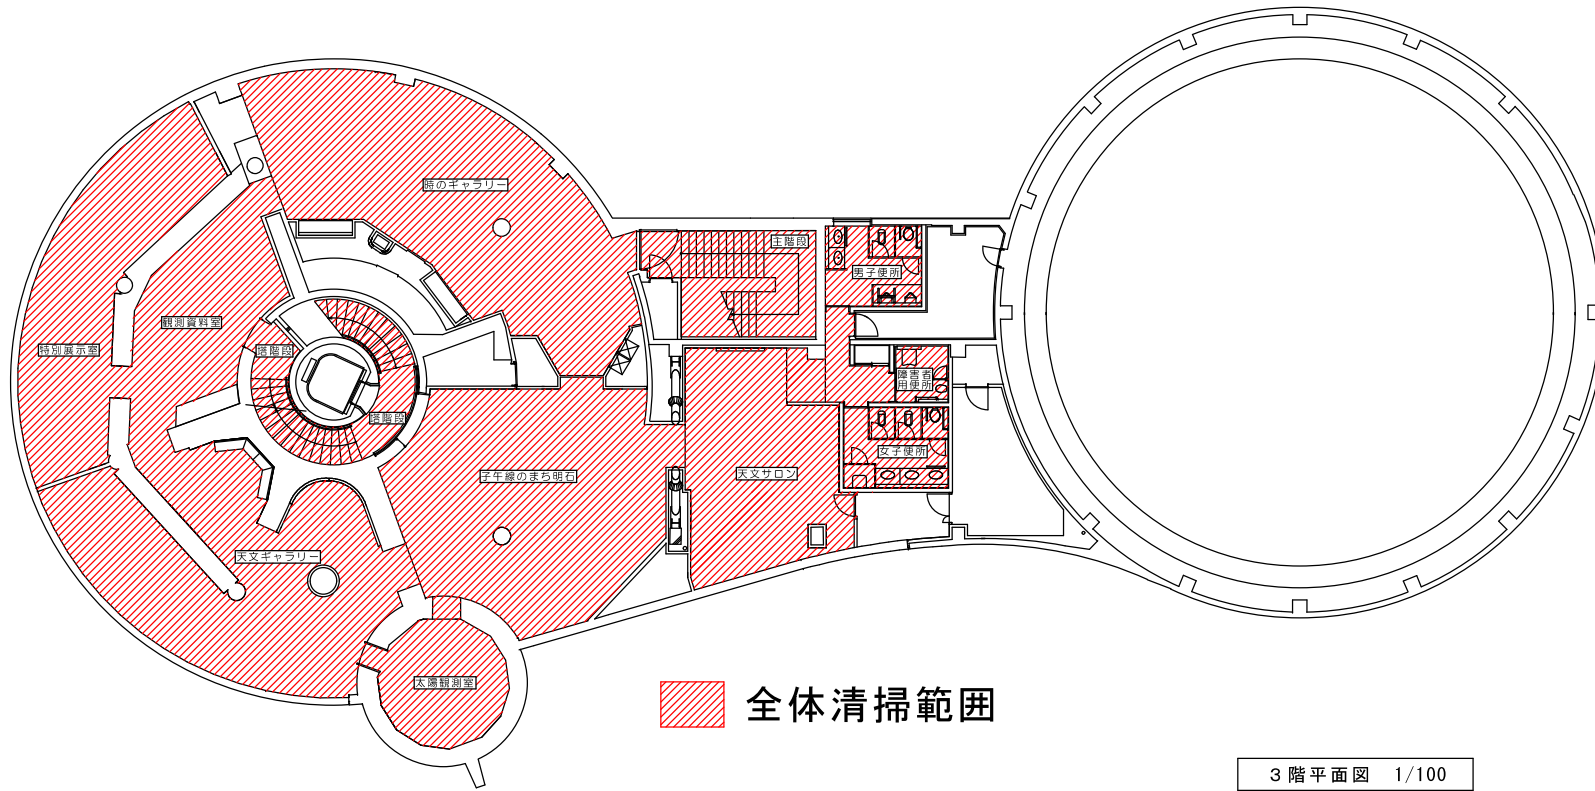 時のギャラリー
主階段
男子便所
観測資料室
特別展示室
塔階段
塔階段
障害者
用便所
女子便所
子午線のまち明石
天文サロン
天文ギャラリー
太陽観測室
全体清掃範囲
3階平面図 1/100